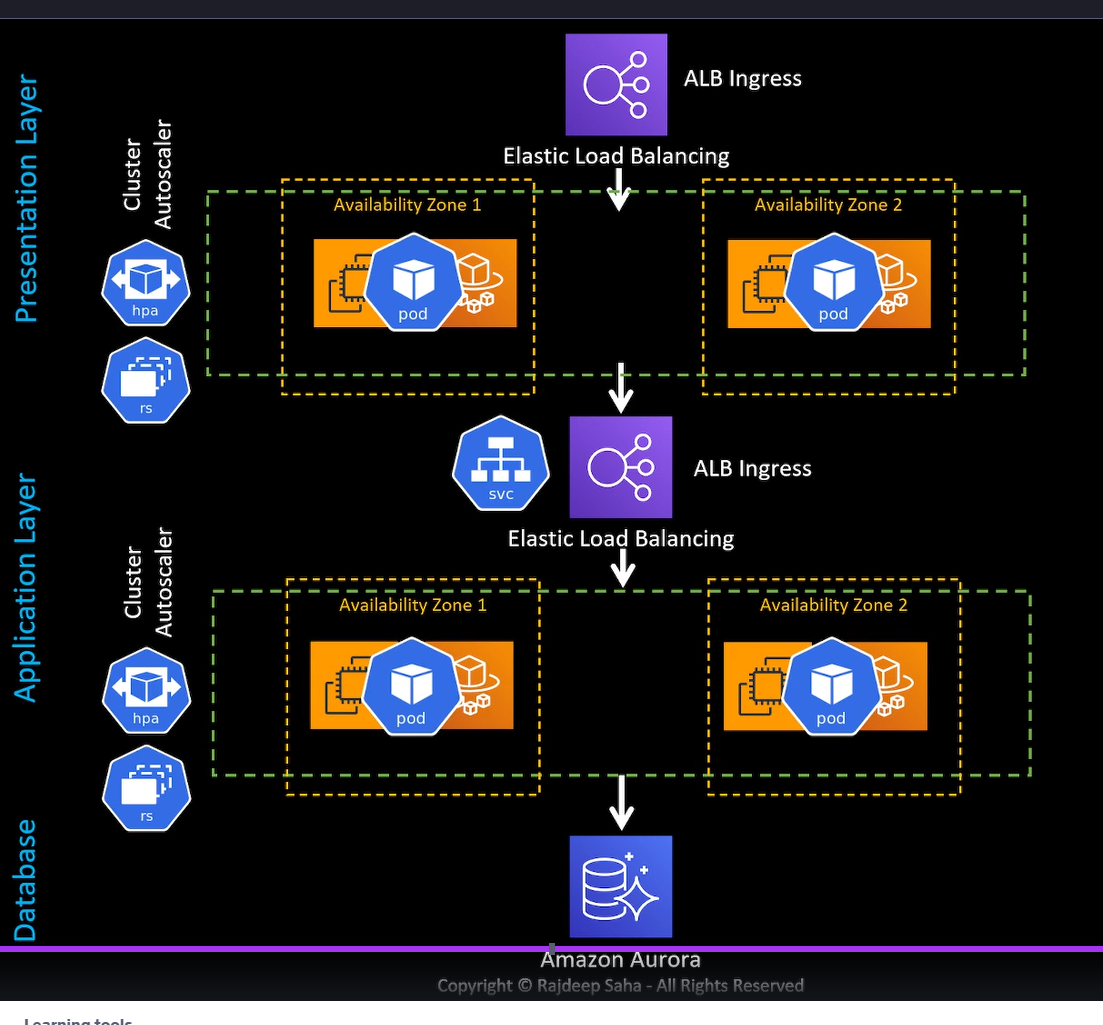 Presentation Layer
Cluster
Autoscaler
hpa
rs
ALB Ingress
Elastic Load Balancing
Availability Zone 1
pod
Availability Zone 2
pod
svc
ALB Ingress
Elastic Load Balancing
Application Layer
Cluster
Autoscaler
hpa
rs
Availability Zone 1
pod
Availability Zone 2
pod
Database
Amazon Aurora
Copyright © Rajdeep Saha - All Rights Reserved
Learning tools